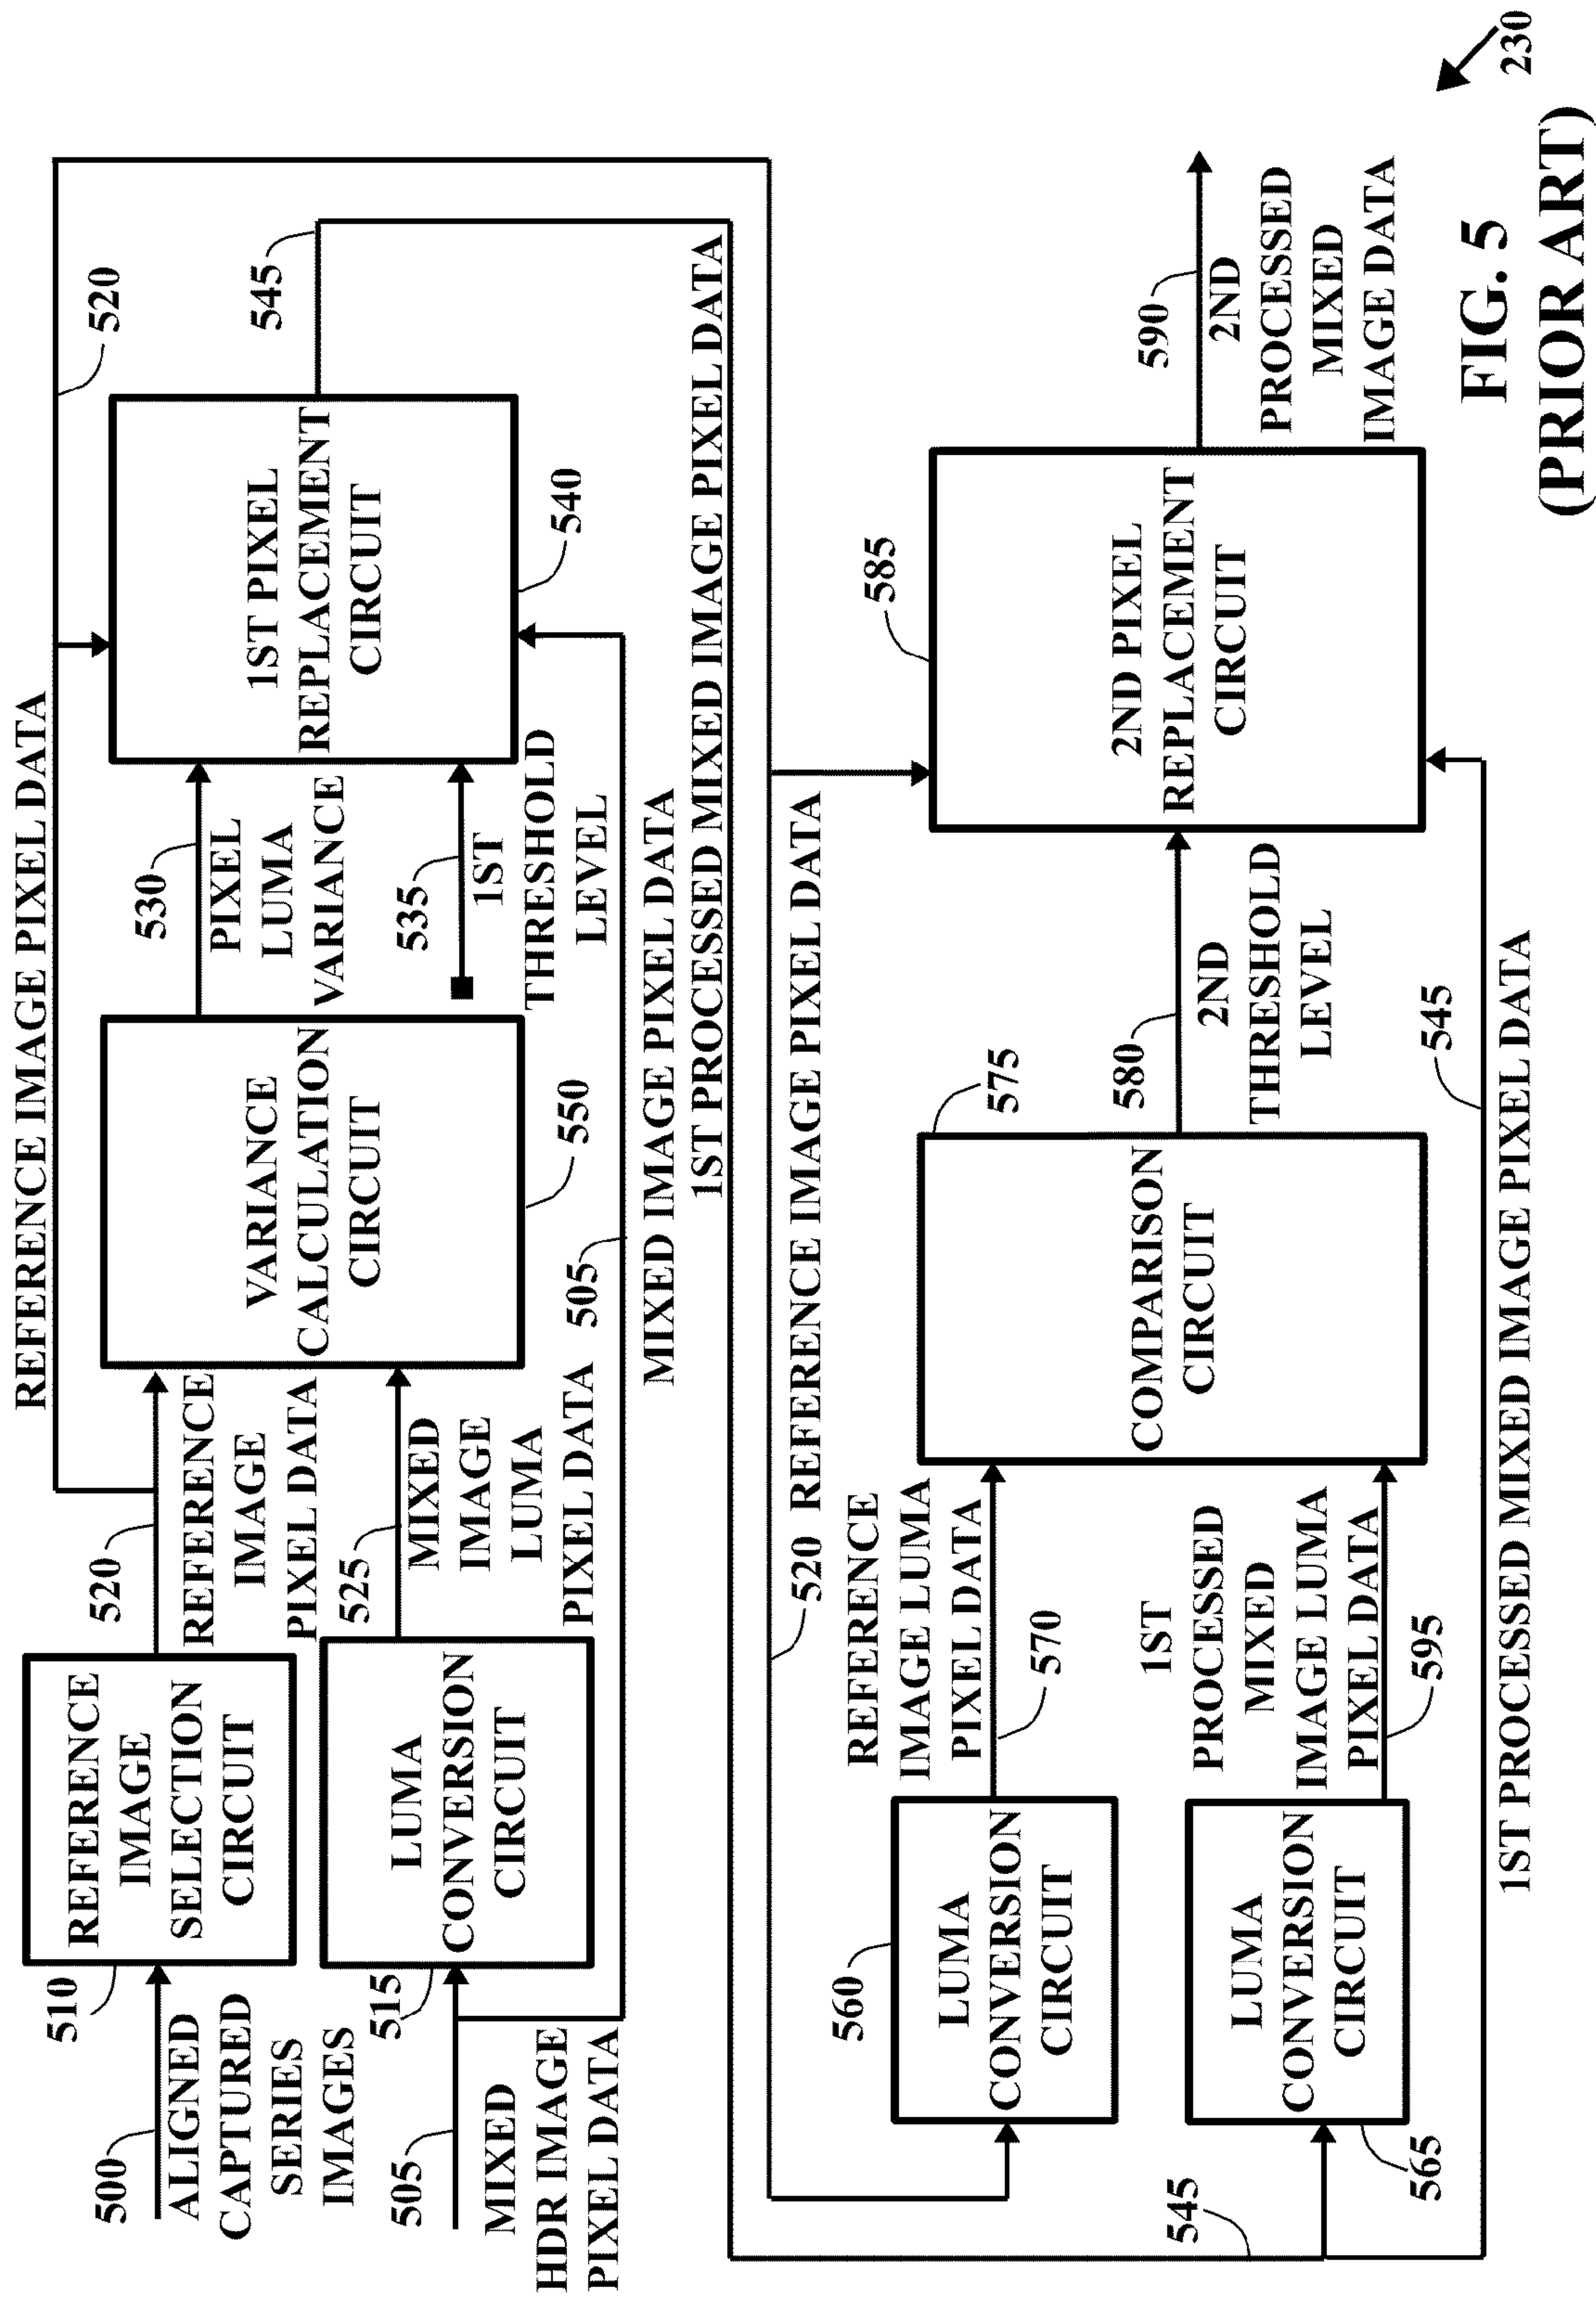 REFERENCE IMAGE PIXEL DATA
520
510
REFERENCE
IMAGE
SELECTION
CIRCUIT
500
ALIGNED
CAPTURED
SERIES
IMAGES
520
REFERENCE
IMAGE
PIXEL DATA
515
LUMA
CONVERSION
CIRCUIT
505
MIXED
HDR IMAGE
PIXEL DATA
525
MIXED
IMAGE
LUMA
PIXEL DATA
VARIANCE
CALCULATION
CIRCUIT
550
530
PIXEL
LUMA
VARIANCE
535
1ST
THRESHOLD
LEVEL
1ST PIXEL
REPLACEMENT
CIRCUIT
540
545
505
MIXED IMAGE PIXEL DATA
1ST PROCESSED MIXED IMAGE PIXEL DATA
520 REFERENCE IMAGE PIXEL DATA
560
LUMA
CONVERSION
CIRCUIT
REFERENCE
IMAGE LUMA
PIXEL DATA
570
545
LUMA
CONVERSION
CIRCUIT
565
1ST
PROCESSED
MIXED
IMAGE LUMA
PIXEL DATA
595
575
COMPARISON
CIRCUIT
580
2ND
THRESHOLD
LEVEL
585
2ND PIXEL
REPLACEMENT
CIRCUIT
590
2ND
PROCESSED
MIXED
IMAGE DATA
545
1ST PROCESSED MIXED IMAGE PIXEL DATA
230
FIG. 5
(PRIOR ART)